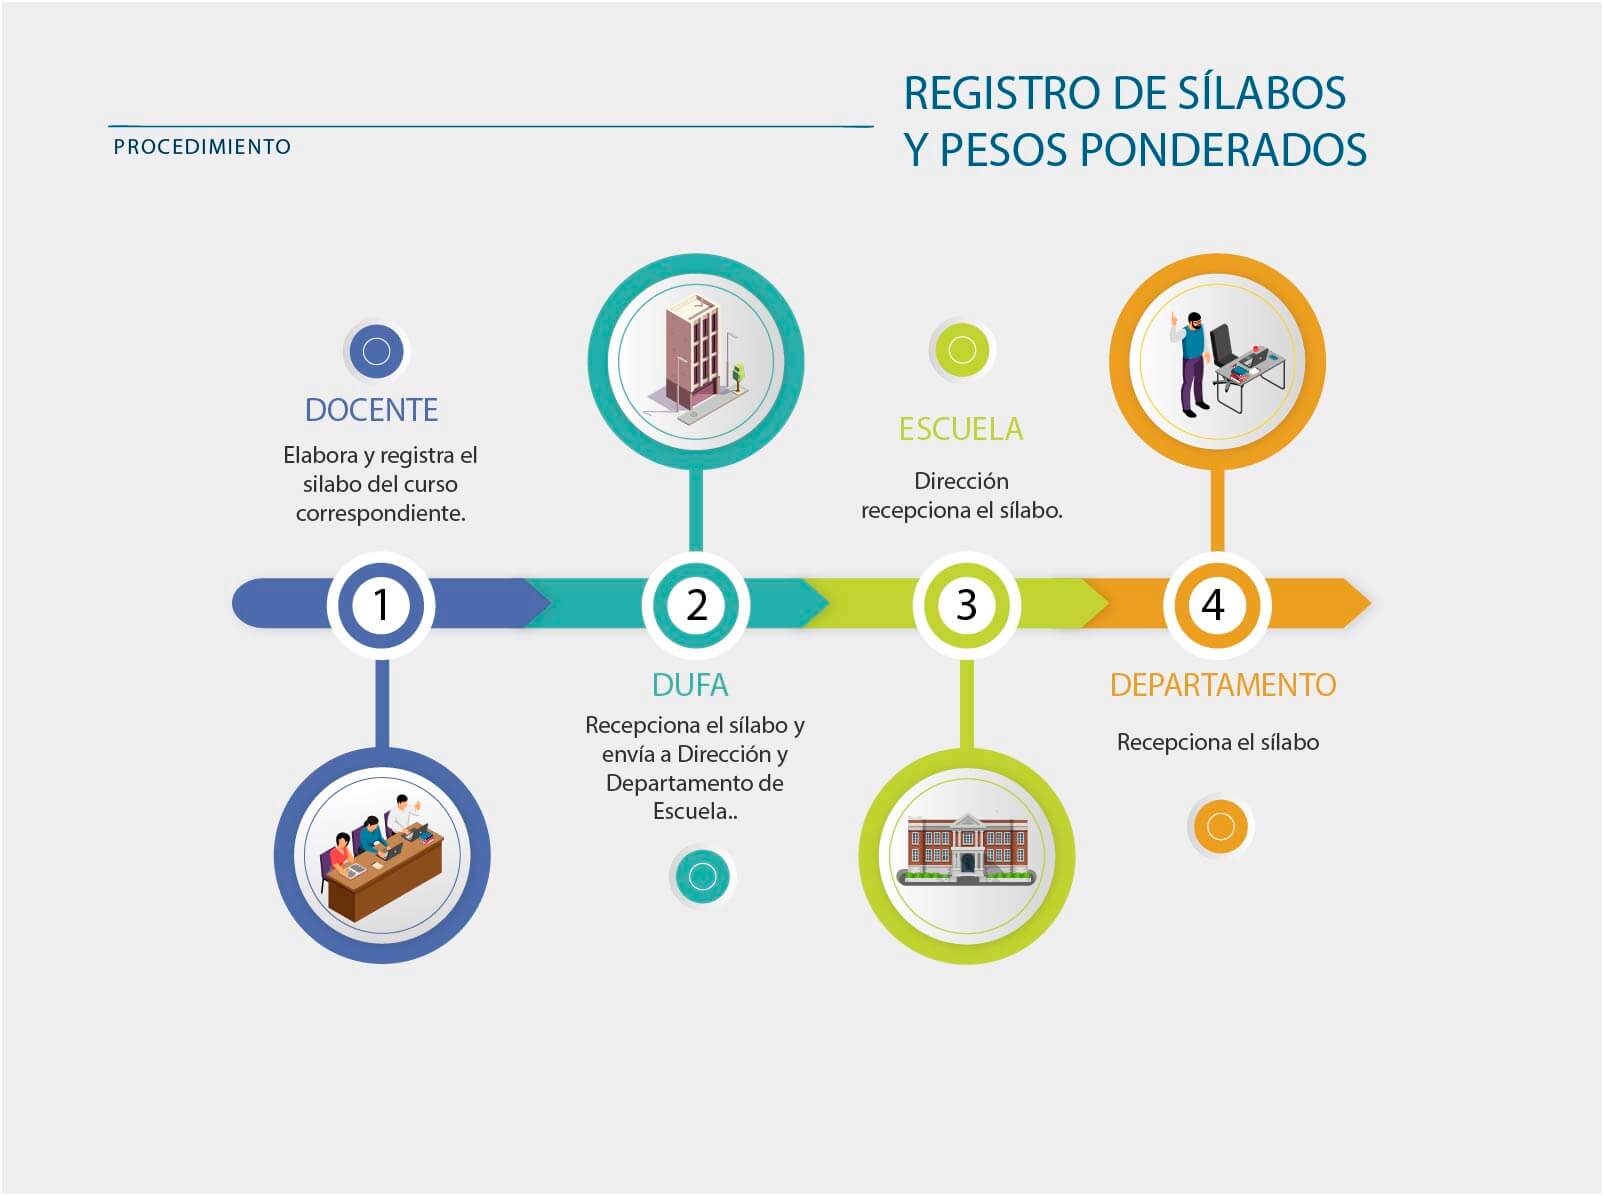 PROCEDIMIENTO
REGISTRO DE SÍLABOS
Y PESOS PONDERADOS
DOCENTE
Elabora y registra el
silabo del curso
correspondiente.
1
2
DUFA
Recepciona el sílabo y
envía a Dirección y
Departamento de
Escuela..
ESCUELA
Dirección
recepciona el sílabo.
3
4
DEPARTAMENTO
Recepciona el sílabo